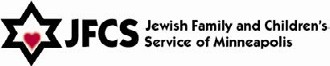 JFCS Jewish Family and Children's
Service of Minneapolis